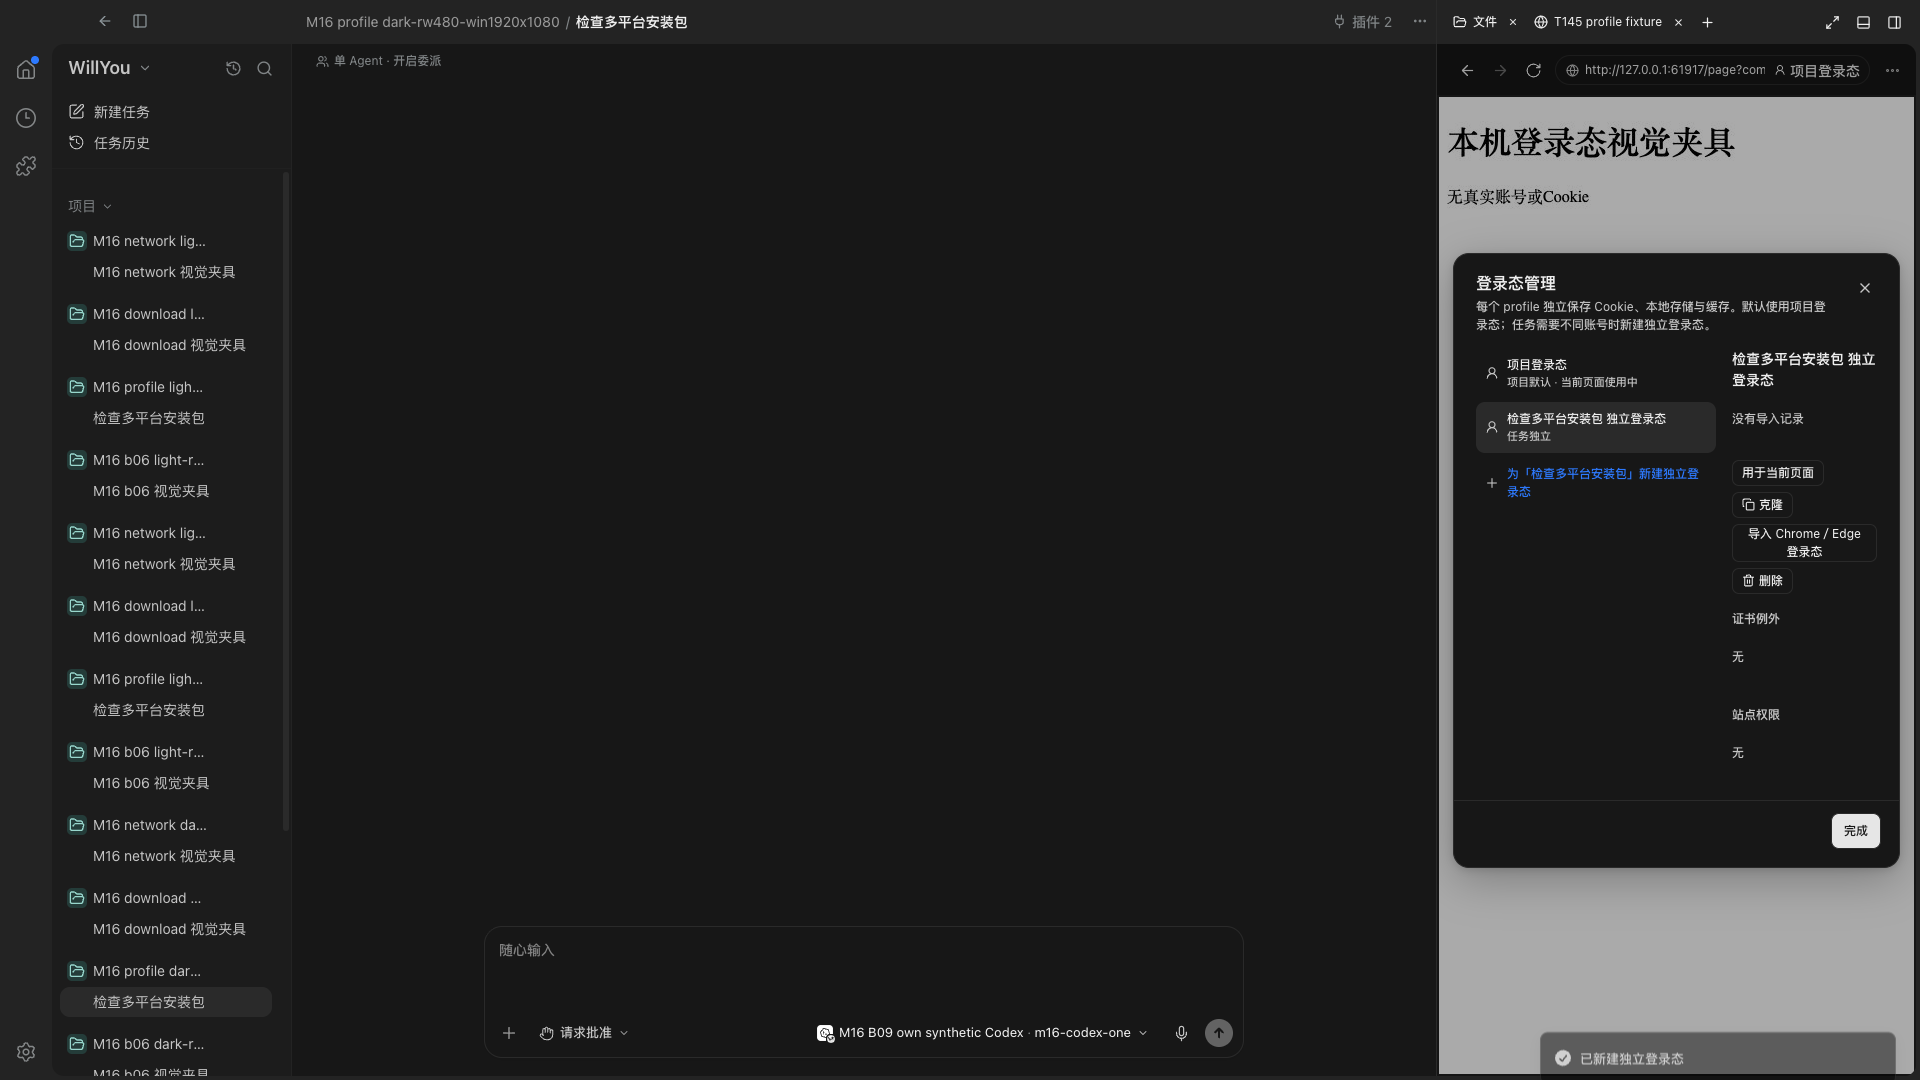 M16 profile dark-rw480-win1920x1080 / 检查多平台安装包
插件 2
文件
T145 profile fixture
WillYou
单 Agent · 开启委派
http://127.0.0.1:61917/page?com
项目登录态
新建任务
任务历史
项目
M16 network lig...
M16 network 视觉夹具
M16 download l...
M16 download 视觉夹具
M16 profile ligh...
检查多平台安装包
M16 b06 light-r...
M16 b06 视觉夹具
M16 network lig...
M16 network 视觉夹具
M16 download l...
M16 download 视觉夹具
M16 profile ligh...
检查多平台安装包
M16 b06 light-r...
M16 b06 视觉夹具
M16 network da...
M16 network 视觉夹具
M16 download ...
M16 download 视觉夹具
M16 profile dar...
检查多平台安装包
M16 b06 dark-r...
M16 b06 视觉夹具
随心输入
请求批准
M16 B09 own synthetic Codex · m16-codex-one
本机登录态视觉夹具
无真实账号或Cookie
登录态管理
每个 profile 独立保存 Cookie、本地存储与缓存。默认使用项目登
录态；任务需要不同账号时新建独立登录态。
项目登录态
项目默认 · 当前页面使用中
检查多平台安装包 独立登录态
任务独立
为「检查多平台安装包」新建独立登
录态
检查多平台安装包 独立
登录态
没有导入记录
用于当前页面
克隆
导入 Chrome / Edge
登录态
删除
证书例外
无
站点权限
无
完成
已新建独立登录态